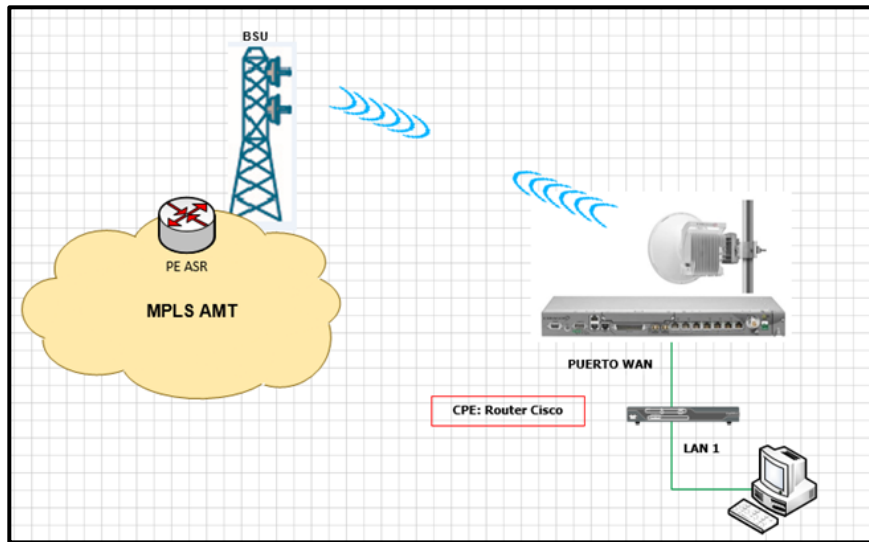 BSU
PE ASR
MPLS AMT
PUERTO WAN
CPE: Router Cisco
LAN 1